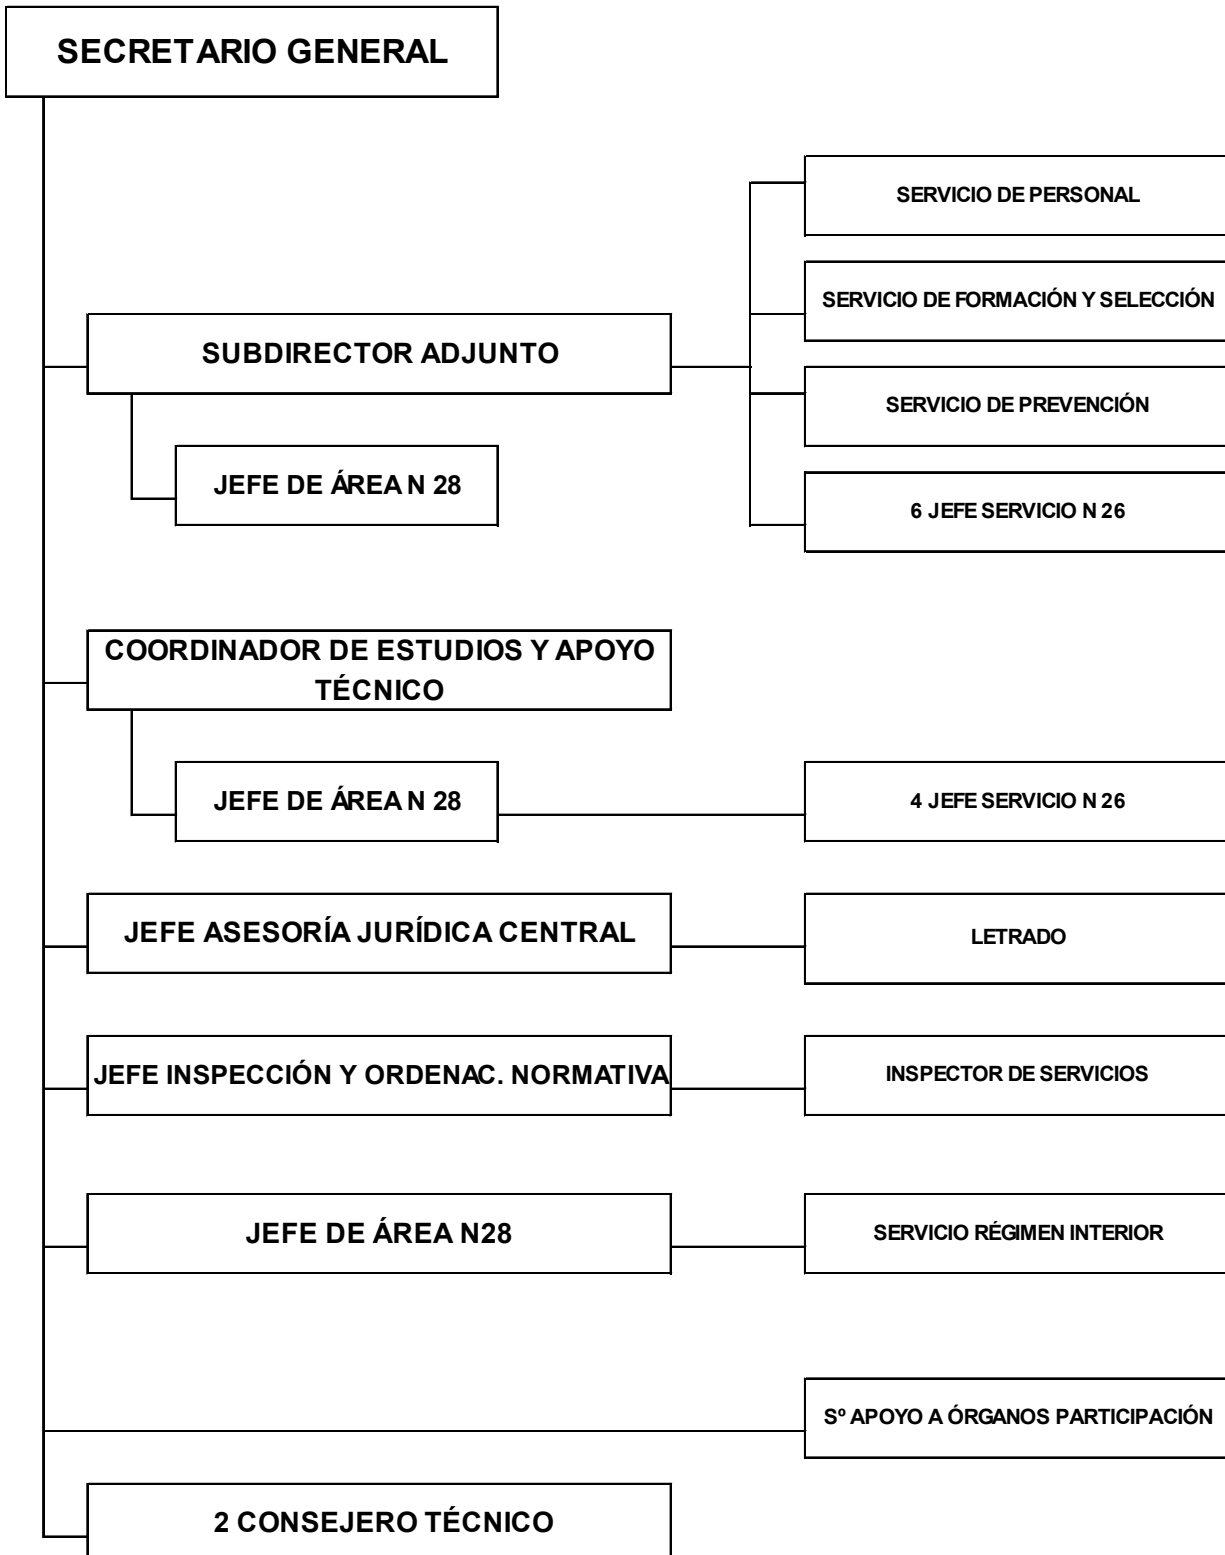 SECRETARIO GENERAL
SERVICIO DE PERSONAL
SERVICIO DE FORMACIÓN Y SELECCIÓN
SUBDIRECTOR ADJUNTO
SERVICIO DE PREVENCIÓN
JEFE DE ÁREA N 28
6 JEFE SERVICIO N 26
COORDINADOR DE ESTUDIOS Y APOYO
TÉCNICO
JEFE DE ÁREA N 28
4 JEFE SERVICIO N 26
JEFE ASESORÍA JURÍDICA CENTRAL
LETRADO
JEFE INSPECCIÓN Y ORDENAC. NORMATIVA
INSPECTOR DE SERVICIOS
JEFE DE ÁREA N28
SERVICIO RÉGIMEN INTERIOR
Sº APOYO A ÓRGANOS PARTICIPACIÓN
2 CONSEJERO TÉCNICO